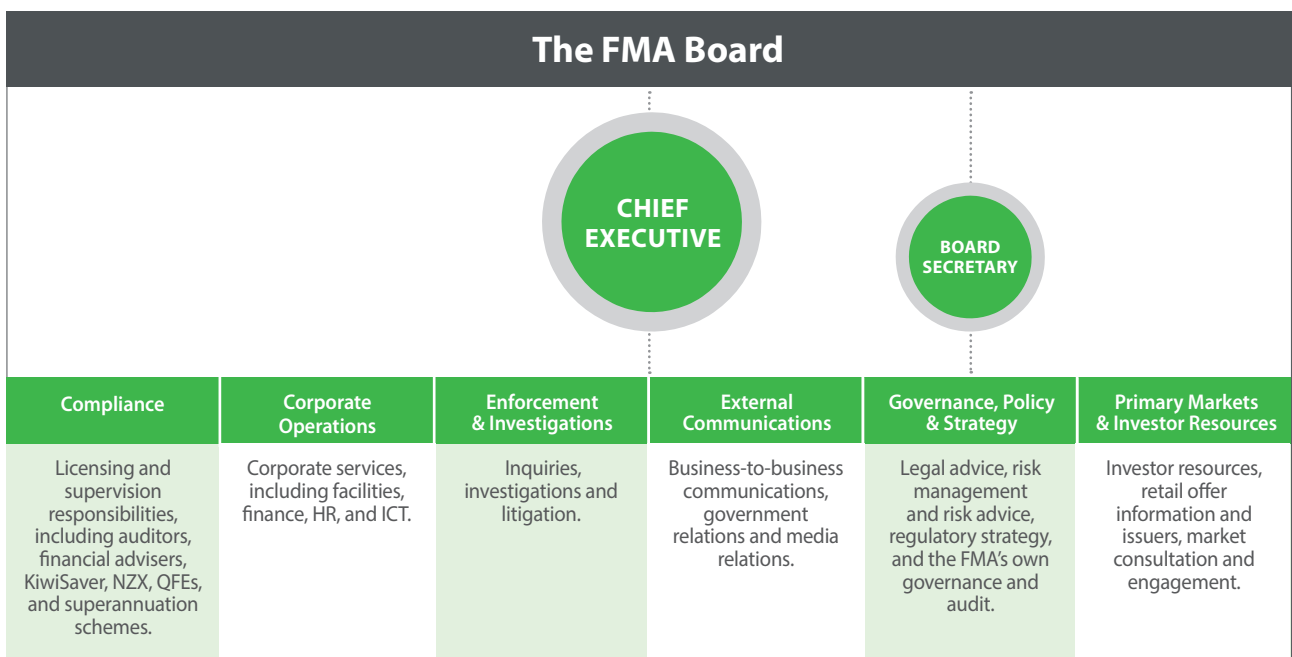 The FMA Board
CHIEF
EXECUTIVE
BOARD
SECRETARY
Compliance
Licensing and
supervision
responsibilities,
including auditors,
financial advisers,
KiwiSaver, NZX, QFEs,
and superannuation
schemes.
Corporate
Operations
Corporate services,
including facilities,
finance, HR, and ICT.
Enforcement
& Investigations
Inquiries,
investigations and
litigation.
External
Communications
Business-to-business
communications,
government
relations and media
relations.
Governance, Policy
& Strategy
Legal advice, risk
management
and risk advice,
regulatory strategy,
and the FMA’s own
governance and
audit.
Primary Markets
& Investor Resources
Investor resources,
retail offer
information and
issuers, market
consultation and
engagement.